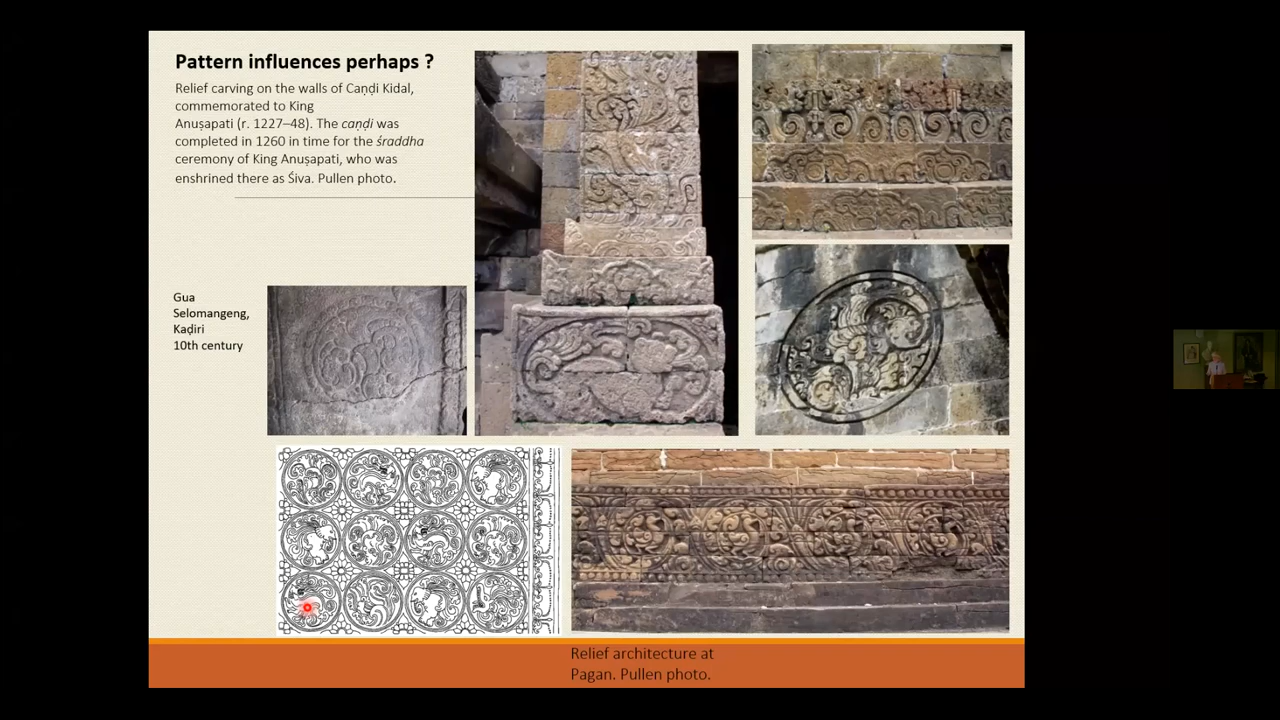 Pattern influences perhaps ?
Relief carving on the walls of Caṇḍi Kidal,
commemorated to King
Anuṣapati (r. 1227–48). The caṇḍi was
completed in 1260 in time for the śraddha
ceremony of King Anuṣapati, who was
enshrined there as Śiva. Pullen photo.
Gua
Selomangeng,
Kaḍiri
10th century
Relief architecture at
Pagan. Pullen photo.